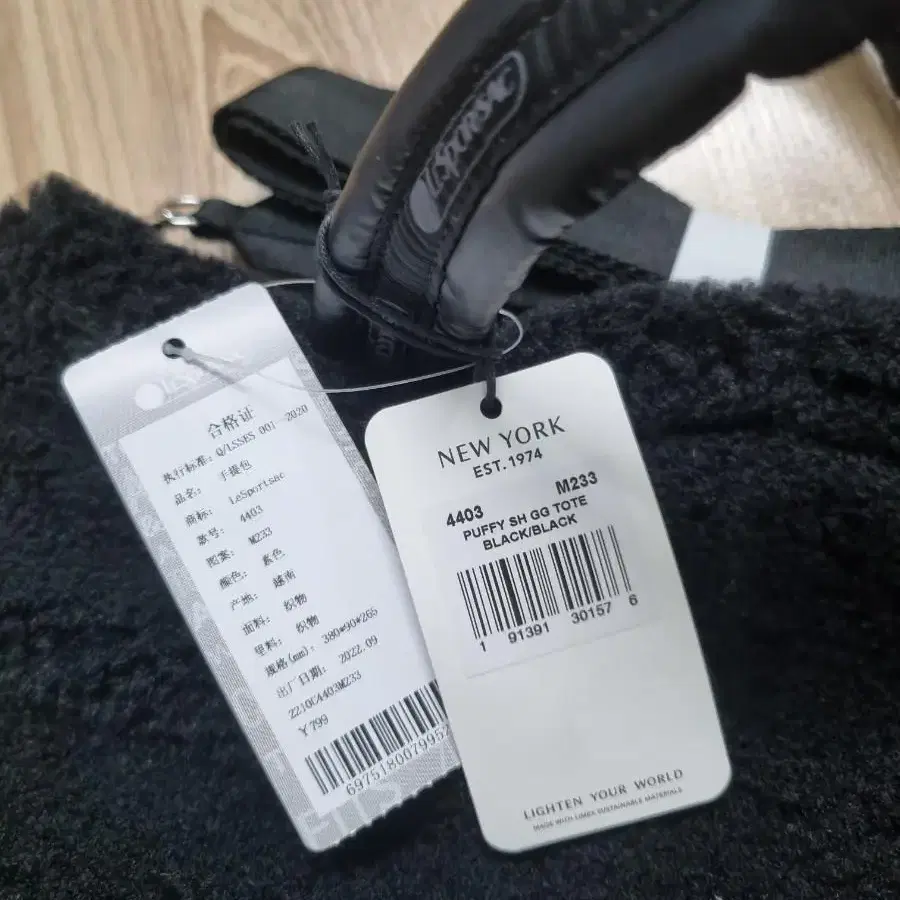 LeSportsac
合格证
执行标准: Q/LSSES 001-2020
品名: 手提包
商标: LeSportsac
款号: 4403
图案: M233
颜色: 素色
产地: 越南
面料: 织物
里料: 织物
规格(mm): 380*90*265
出厂日期: 2022.09
2210C4403M233
¥799
697518007995
NEW YORK
EST. 1974
4403 M233
PUFFY SH GG TOTE
BLACK/BLACK
1 91391 30157 6
LIGHTEN YOUR WORLD
MADE WITH LIMEX SUSTAINABLE MATERIALS